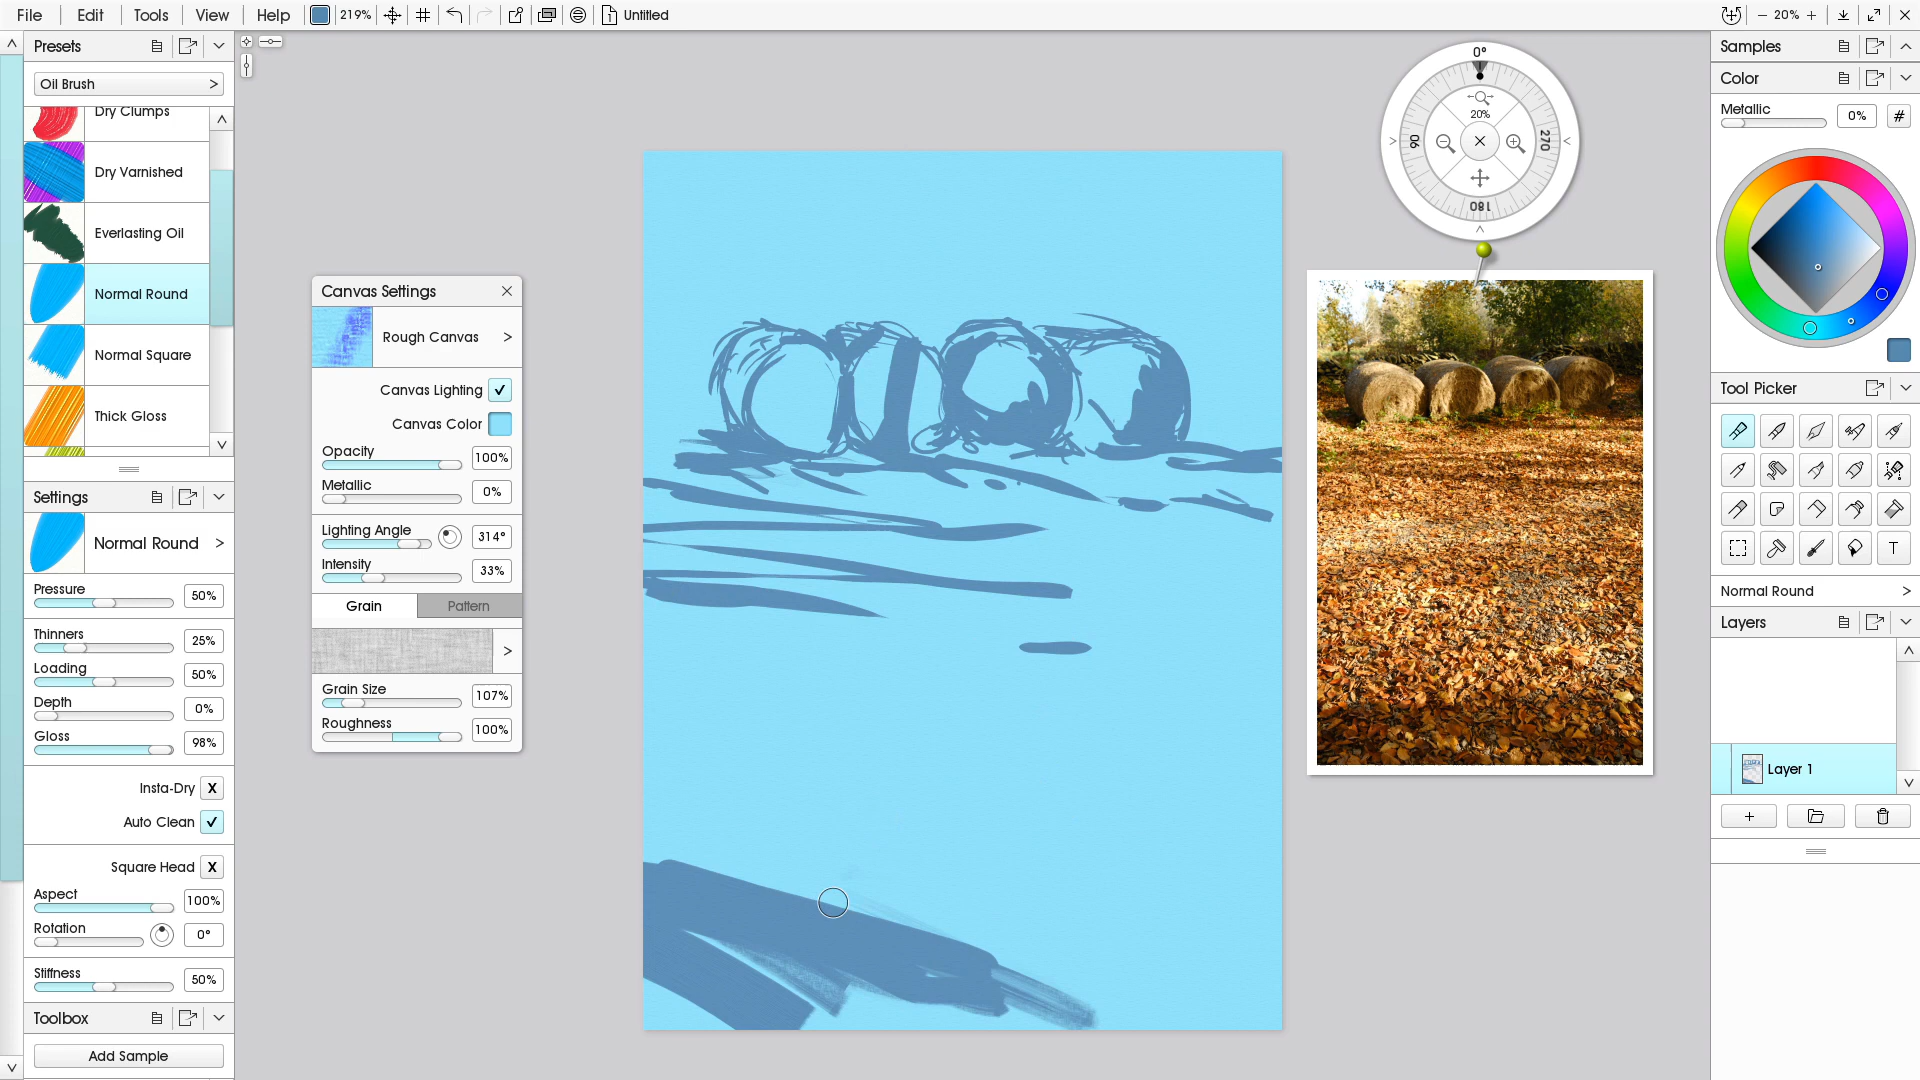 File Edit Tools View Help 219% Untitled 20%
Presets
Oil Brush >
Dry Clumps
Dry Varnished
Everlasting Oil
Normal Round
Normal Square
Thick Gloss
Settings
Normal Round >
Pressure 50%
Thinners 25%
Loading 50%
Depth 0%
Gloss 98%
Insta-Dry X
Auto Clean
Square Head X
Aspect 100%
Rotation 0°
Stiffness 50%
Toolbox
Add Sample
Canvas Settings
Rough Canvas >
Canvas Lighting
Canvas Color
Opacity 100%
Metallic 0%
Lighting Angle 314°
Intensity 33%
Grain Pattern
Grain Size 107%
Roughness 100%
0°
20%
90
270
180
Samples
Color
Metallic 0% #
Tool Picker
T
Normal Round >
Layers
Layer 1